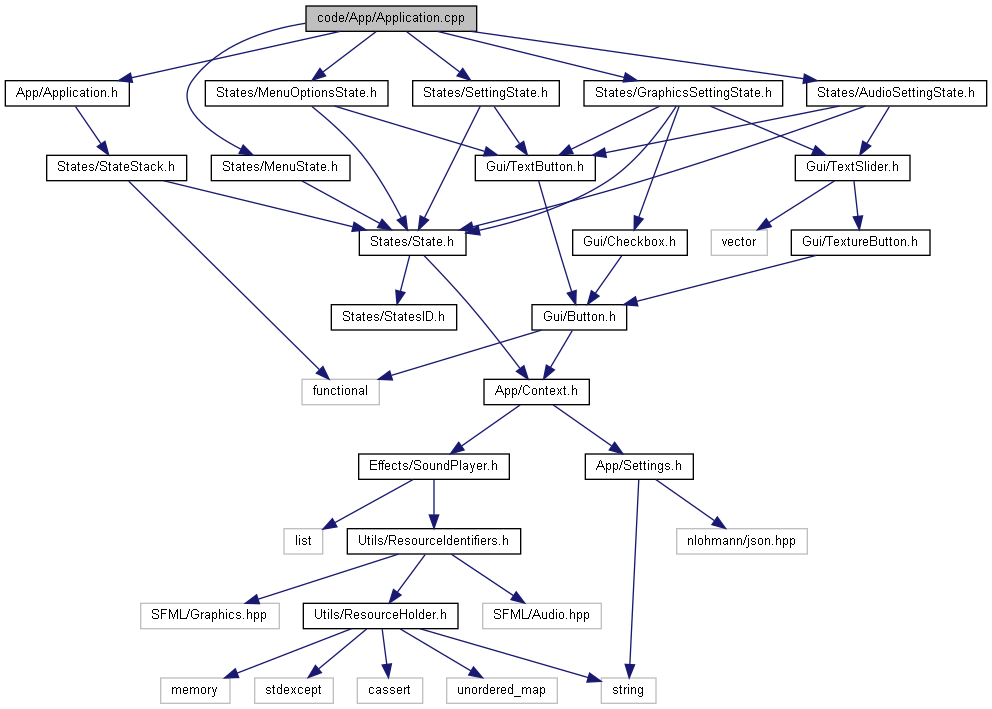 code/App/Application.cpp
App/Application.h
States/MenuOptionsState.h
States/SettingState.h
States/GraphicsSettingState.h
States/AudioSettingState.h
States/StateStack.h
States/MenuState.h
Gui/TextButton.h
Gui/TextSlider.h
States/State.h
Gui/Checkbox.h
vector
Gui/TextureButton.h
States/StatesID.h
Gui/Button.h
functional
App/Context.h
Effects/SoundPlayer.h
App/Settings.h
list
Utils/ResourceIdentifiers.h
nlohmann/json.hpp
SFML/Graphics.hpp
Utils/ResourceHolder.h
SFML/Audio.hpp
memory
stdexcept
cassert
unordered_map
string